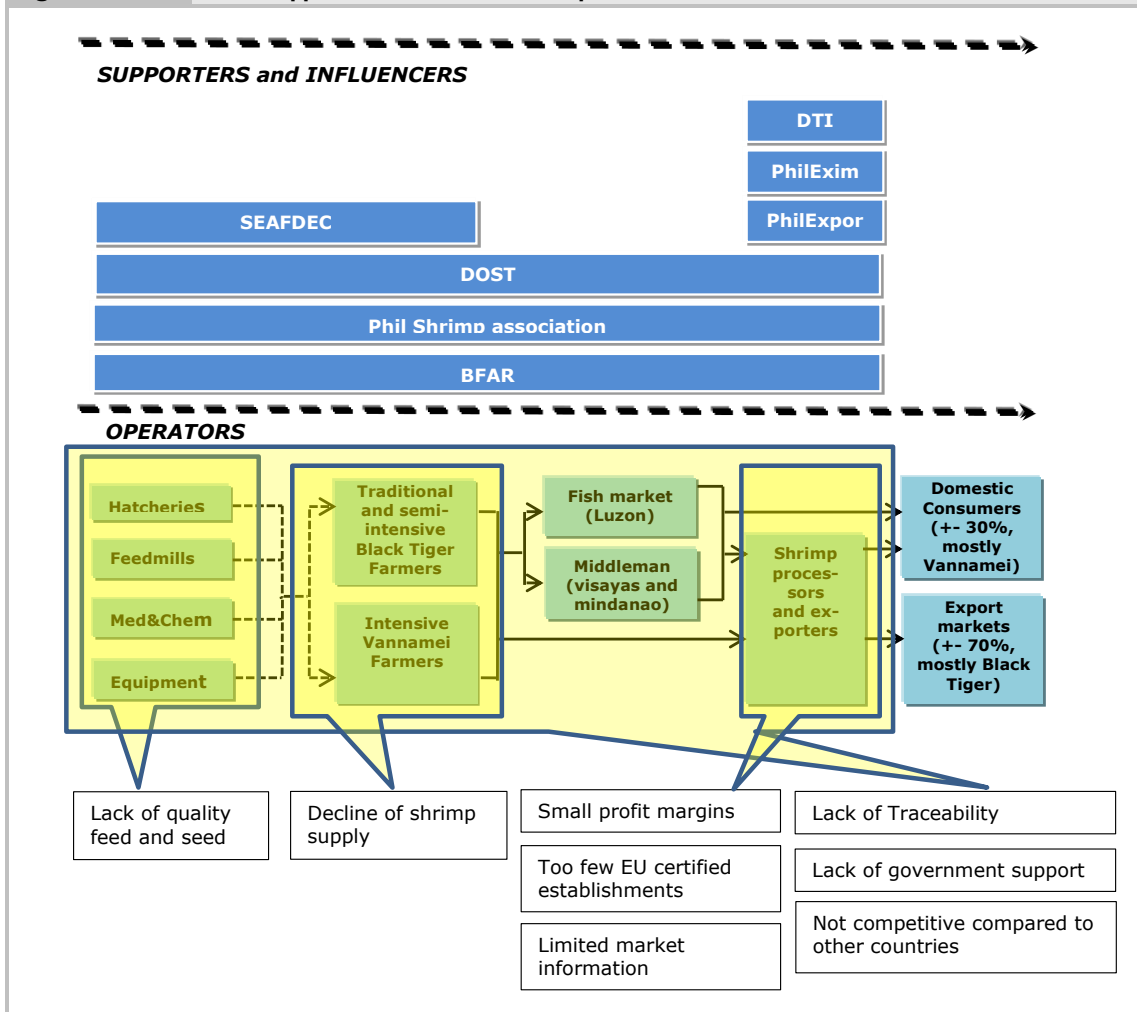 SUPPORTERS and INFLUENCERS
DTI
PhilExim
PhilExpor
SEAFDEC
DOST
Phil Shrimp association
BFAR
OPERATORS
Hatcheries
Feedmills
Med&Chem
Equipment
Traditional
and semi-
intensive
Black Tiger
Farmers
Intensive
Vannamei
Farmers
Fish market
(Luzon)
Middleman
(visayas and
mindanao)
Shrimp
proces-
sors
and ex-
porters
Domestic
Consumers
(+- 30%,
mostly
Vannamei)
Export
markets
(+- 70%,
mostly Black
Tiger)
Lack of quality
feed and seed
Decline of shrimp
supply
Small profit margins
Too few EU certified
establishments
Limited market
information
Lack of Traceability
Lack of government support
Not competitive compared to
other countries